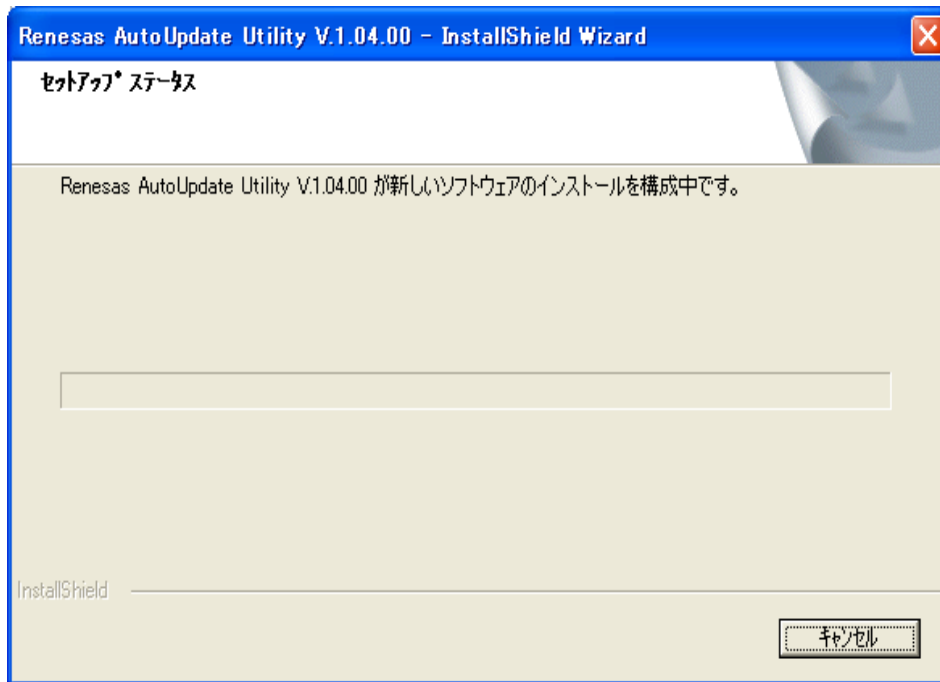 Renesas AutoUpdate Utility V.1.04.00 - InstallShield Wizard
セットアップ ステータス
Renesas AutoUpdate Utility V.1.04.00 が新しいソフトウェアのインストールを構成中です。
InstallShield
キャンセル